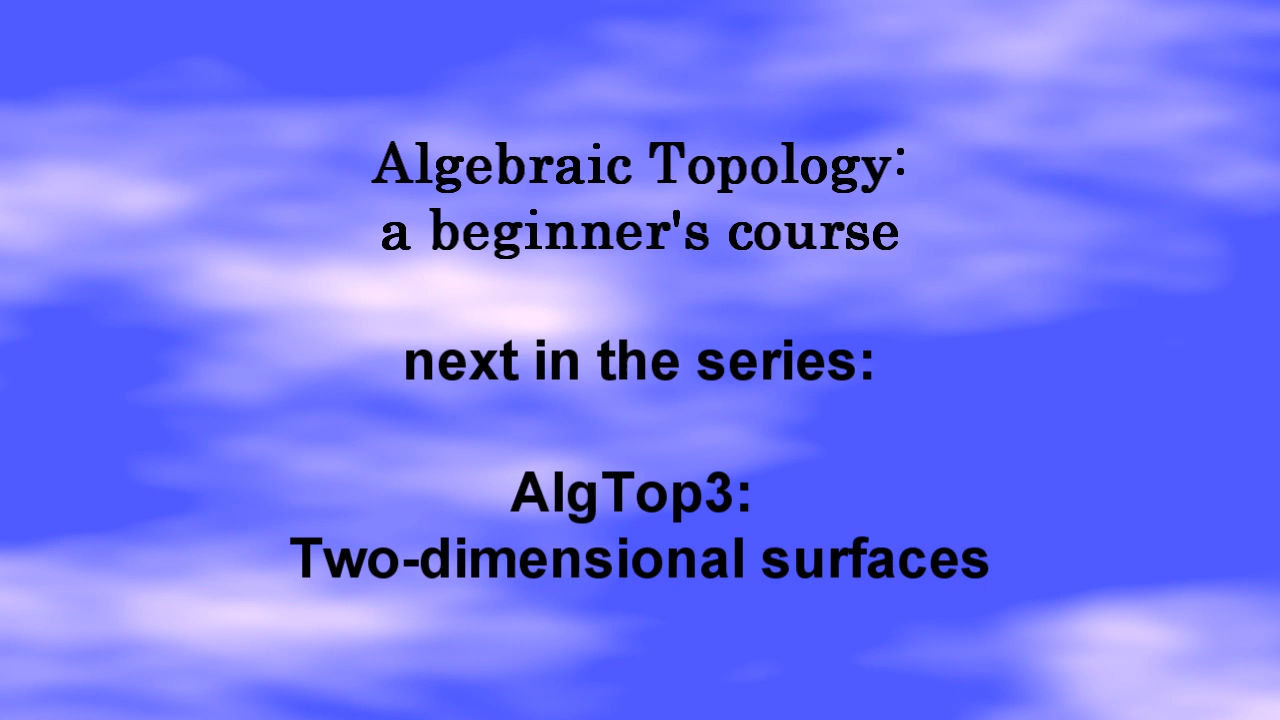 Algebraic Topology:
a beginner's course
next in the series:
AlgTop3:
Two-dimensional surfaces